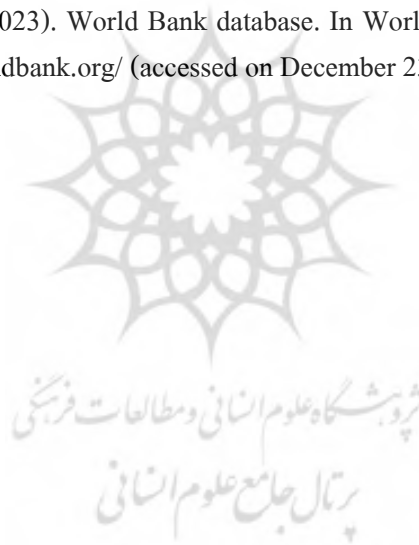 023). World Bank database. In Worl
ldbank.org/ (accessed on December 2
پژوهشگاه علوم انسانی و مطالعات فرهنگی
پرتال جامع علوم انسانی